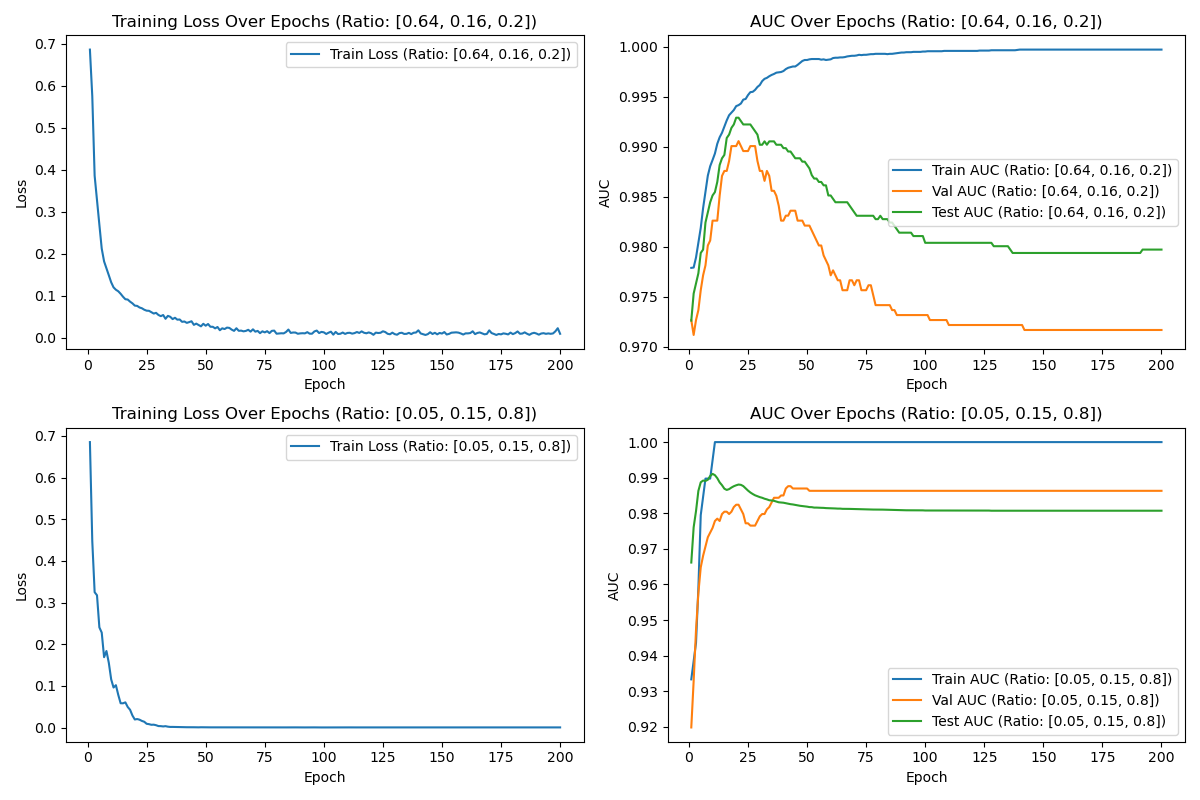 Training Loss Over Epochs (Ratio: [0.64, 0.16, 0.2])
Train Loss (Ratio: [0.64, 0.16, 0.2])
0.7
0.6
0.5
0.4
0.3
0.2
0.1
0.0
Loss
0 25 50 75 100 125 150 175 200
Epoch
AUC Over Epochs (Ratio: [0.64, 0.16, 0.2])
1.000
0.995
0.990
0.985
0.980
0.975
0.970
AUC
Train AUC (Ratio: [0.64, 0.16, 0.2])
Val AUC (Ratio: [0.64, 0.16, 0.2])
Test AUC (Ratio: [0.64, 0.16, 0.2])
0 25 50 75 100 125 150 175 200
Epoch
Training Loss Over Epochs (Ratio: [0.05, 0.15, 0.8])
Train Loss (Ratio: [0.05, 0.15, 0.8])
0.7
0.6
0.5
0.4
0.3
0.2
0.1
0.0
Loss
0 25 50 75 100 125 150 175 200
Epoch
AUC Over Epochs (Ratio: [0.05, 0.15, 0.8])
1.00
0.99
0.98
0.97
0.96
0.95
0.94
0.93
0.92
AUC
Train AUC (Ratio: [0.05, 0.15, 0.8])
Val AUC (Ratio: [0.05, 0.15, 0.8])
Test AUC (Ratio: [0.05, 0.15, 0.8])
0 25 50 75 100 125 150 175 200
Epoch